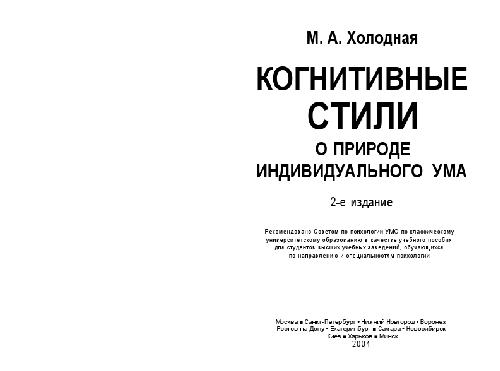 М. А. Холодная
КОГНИТИВНЫЕ
СТИЛИ
О ПРИРОДЕ
ИНДИВИДУАЛЬНОГО УМА
2-е издание
Рекомендовано Советом по психологии УМО по классическому
университетскому образованию в качестве учебного пособия
для студентов высших учебных заведений, обучающихся
по направлению и специальностям психологии
Москва • Санкт-Петербург • Нижний Новгород • Воронеж
Ростов-на-Дону • Екатеринбург • Самара • Новосибирск
Киев • Харьков • Минск
2004